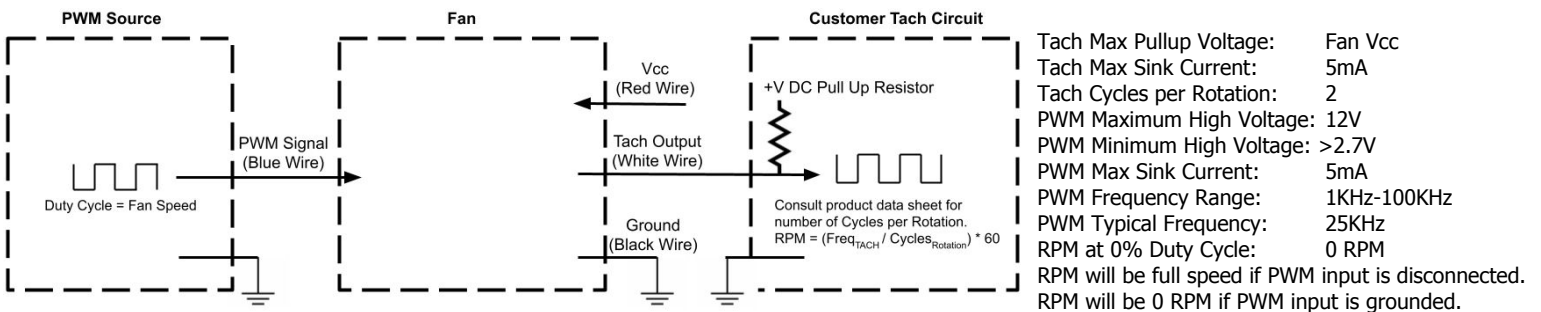 PWM Source
Fan
Customer Tach Circuit
PWM Signal
(Blue Wire)
Duty Cycle = Fan Speed
Vcc
(Red Wire)
Tach Output
(White Wire)
Ground
(Black Wire)
+V DC Pull Up Resistor
Consult product data sheet for
number of Cycles per Rotation.
RPM = (Freq_TACH / Cycles_Rotation) * 60
Tach Max Pullup Voltage: Fan Vcc
Tach Max Sink Current: 5mA
Tach Cycles per Rotation: 2
PWM Maximum High Voltage: 12V
PWM Minimum High Voltage: >2.7V
PWM Max Sink Current: 5mA
PWM Frequency Range: 1KHz-100KHz
PWM Typical Frequency: 25KHz
RPM at 0% Duty Cycle: 0 RPM
RPM will be full speed if PWM input is disconnected.
RPM will be 0 RPM if PWM input is grounded.